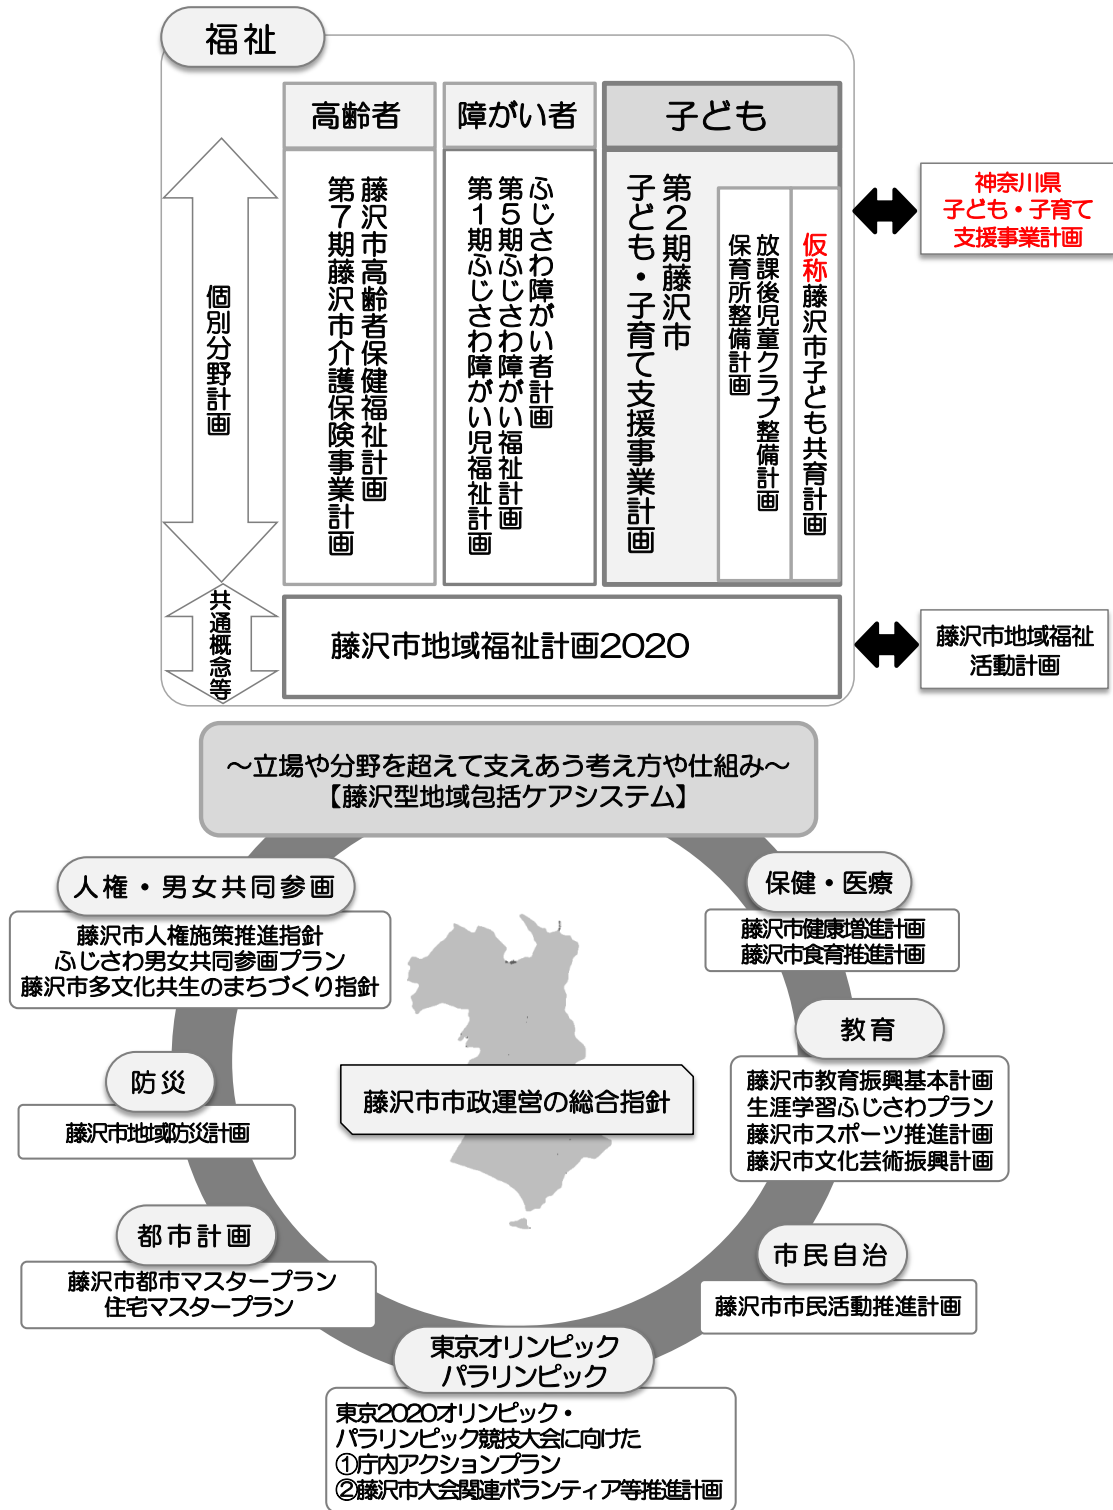 福祉
高齢者
障がい者
子ども
個別分野計画
藤沢市高齢者保健福祉計画
第7期藤沢市介護保険事業計画
ふじさわ障がい者計画
第5期ふじさわ障がい福祉計画
第1期ふじさわ障がい児福祉計画
第2期藤沢市
子ども・子育て支援事業計画
仮称藤沢市子ども共育計画
放課後児童クラブ整備計画
保育所整備計画
神奈川県
子ども・子育て
支援事業計画
共通概念等
藤沢市地域福祉計画2020
藤沢市地域福祉
活動計画
～立場や分野を超えて支えあう考え方や仕組み～
【藤沢型地域包括ケアシステム】
人権・男女共同参画
藤沢市人権施策推進指針
ふじさわ男女共同参画プラン
藤沢市多文化共生のまちづくり指針
保健・医療
藤沢市健康増進計画
藤沢市食育推進計画
教育
藤沢市教育振興基本計画
生涯学習ふじさわプラン
藤沢市スポーツ推進計画
藤沢市文化芸術振興計画
防災
藤沢市地域防災計画
藤沢市市政運営の総合指針
都市計画
藤沢市都市マスタープラン
住宅マスタープラン
市民自治
藤沢市市民活動推進計画
東京オリンピック
パラリンピック
東京2020オリンピック・
パラリンピック競技大会に向けた
①庁内アクションプラン
②藤沢市大会関連ボランティア等推進計画